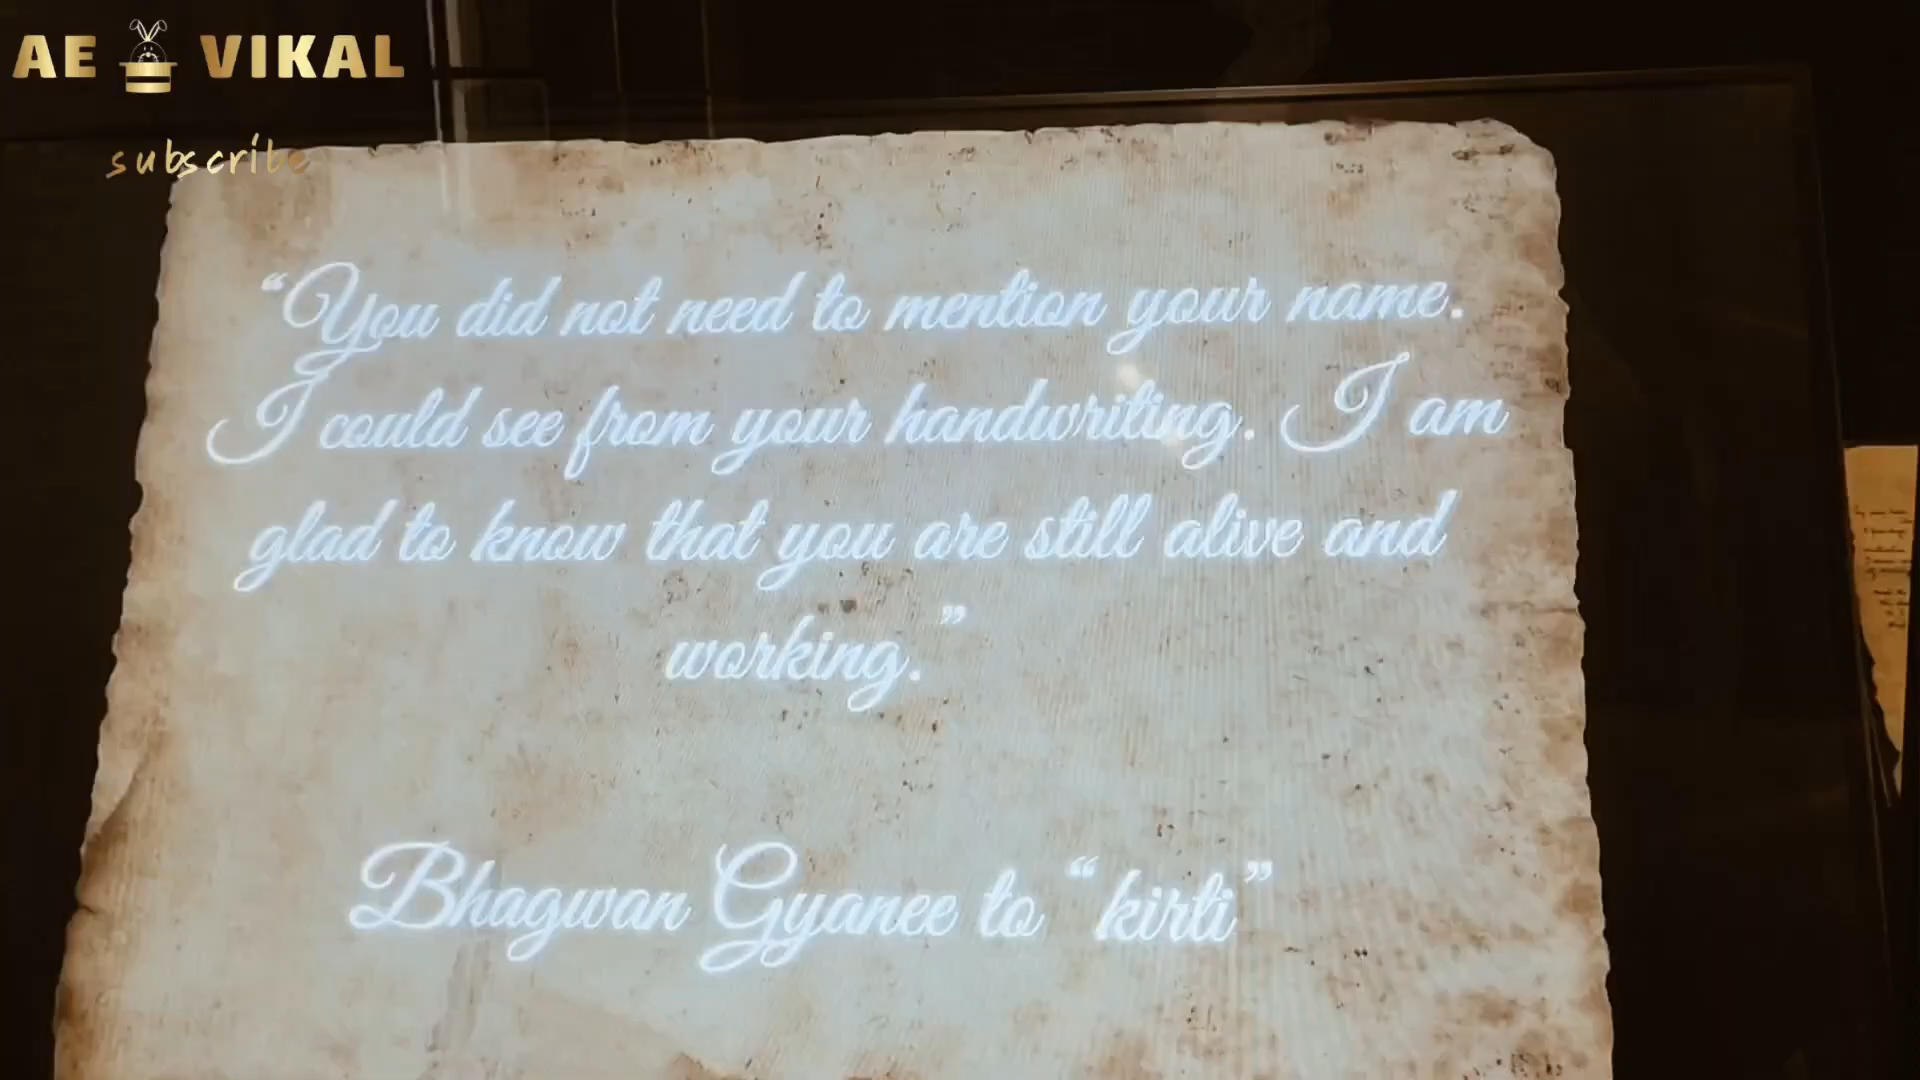 AE VIKAL
subscribe
“You did not need to mention your name.
I could see from your handwriting. I am
glad to know that you are still alive and
working.”
Bhagwan Gyanee to “kirti”